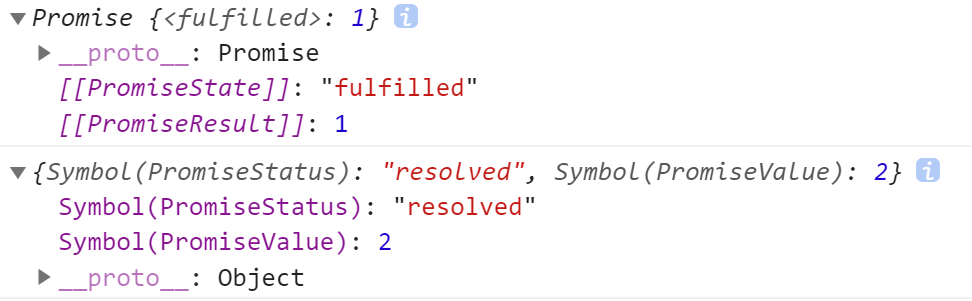 ▼Promise {<fulfilled>: 1} i
▶ __proto__: Promise
[[PromiseState]]: "fulfilled"
[[PromiseResult]]: 1
▼{Symbol(PromiseStatus): "resolved", Symbol(PromiseValue): 2} i
Symbol(PromiseStatus): "resolved"
Symbol(PromiseValue): 2
▶ __proto__: Object